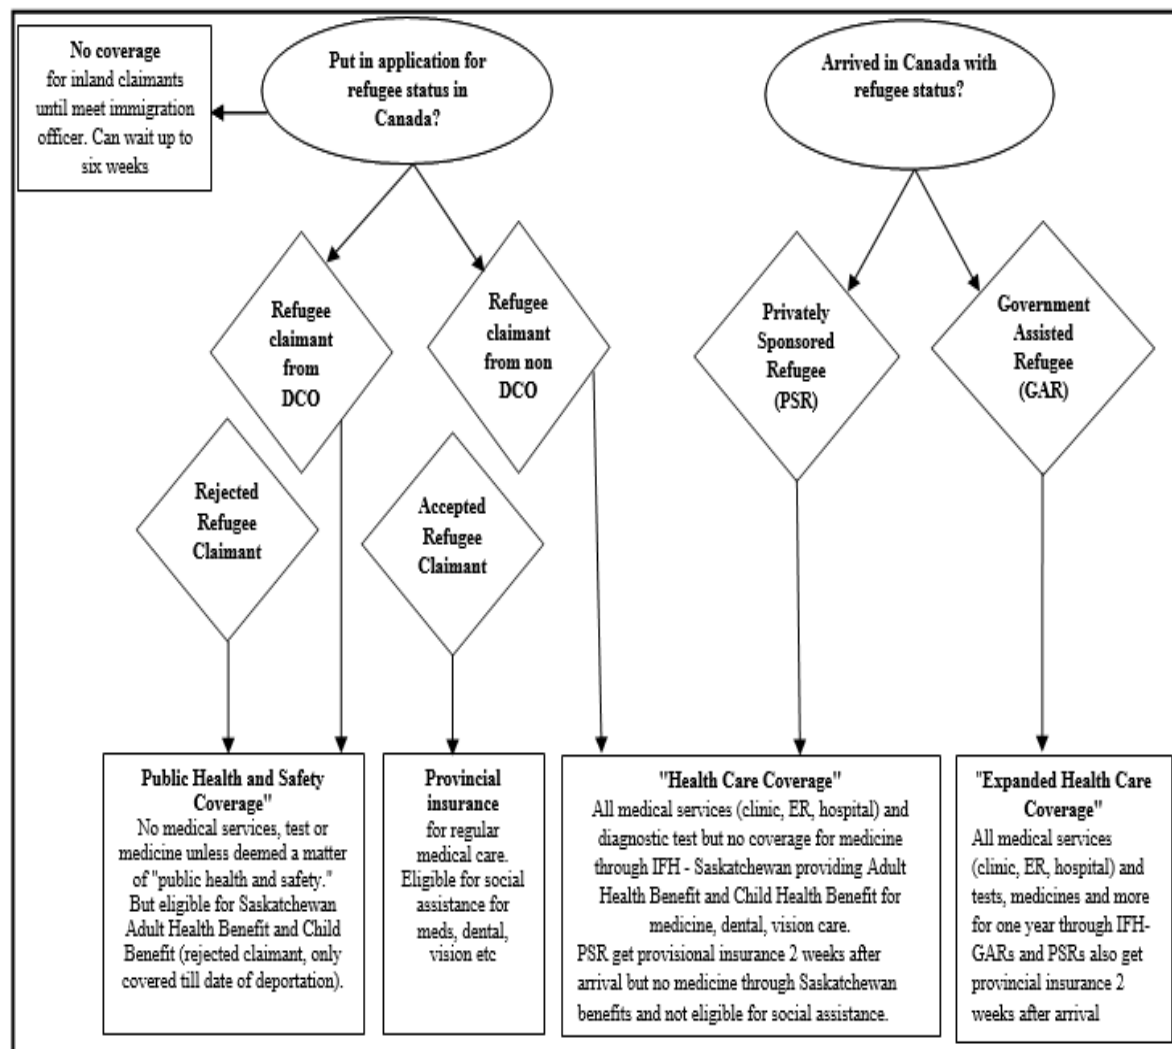 No coverage
for inland claimants
until meet immigration
officer. Can wait up to
six weeks
Put in application for
refugee status in
Canada?
Arrived in Canada with
refugee status?
Refugee
claimant
from
DCO
Refugee
claimant
from non
DCO
Privately
Sponsored
Refugee
(PSR)
Government
Assisted
Refugee
(GAR)
Rejected
Refugee
Claimant
Accepted
Refugee
Claimant
Public Health and Safety
Coverage"
No medical services, test or
medicine unless deemed a matter
of "public health and safety."
But eligible for Saskatchewan
Adult Health Benefit and Child
Benefit (rejected claimant, only
covered till date of deportation).
Provincial
insurance
for regular
medical care.
Eligible for social
assistance for
meds, dental,
vision etc
"Health Care Coverage"
All medical services (clinic, ER, hospital) and
diagnostic test but no coverage for medicine
through IFH - Saskatchewan providing Adult
Health Benefit and Child Health Benefit for
medicine, dental, vision care.
PSR get provisional insurance 2 weeks after
arrival but no medicine through Saskatchewan
benefits and not eligible for social assistance.
"Expanded Health Care
Coverage"
All medical services
(clinic, ER, hospital) and
tests, medicines and more
for one year through IFH-
GARs and PSRs also get
provincial insurance 2
weeks after arrival